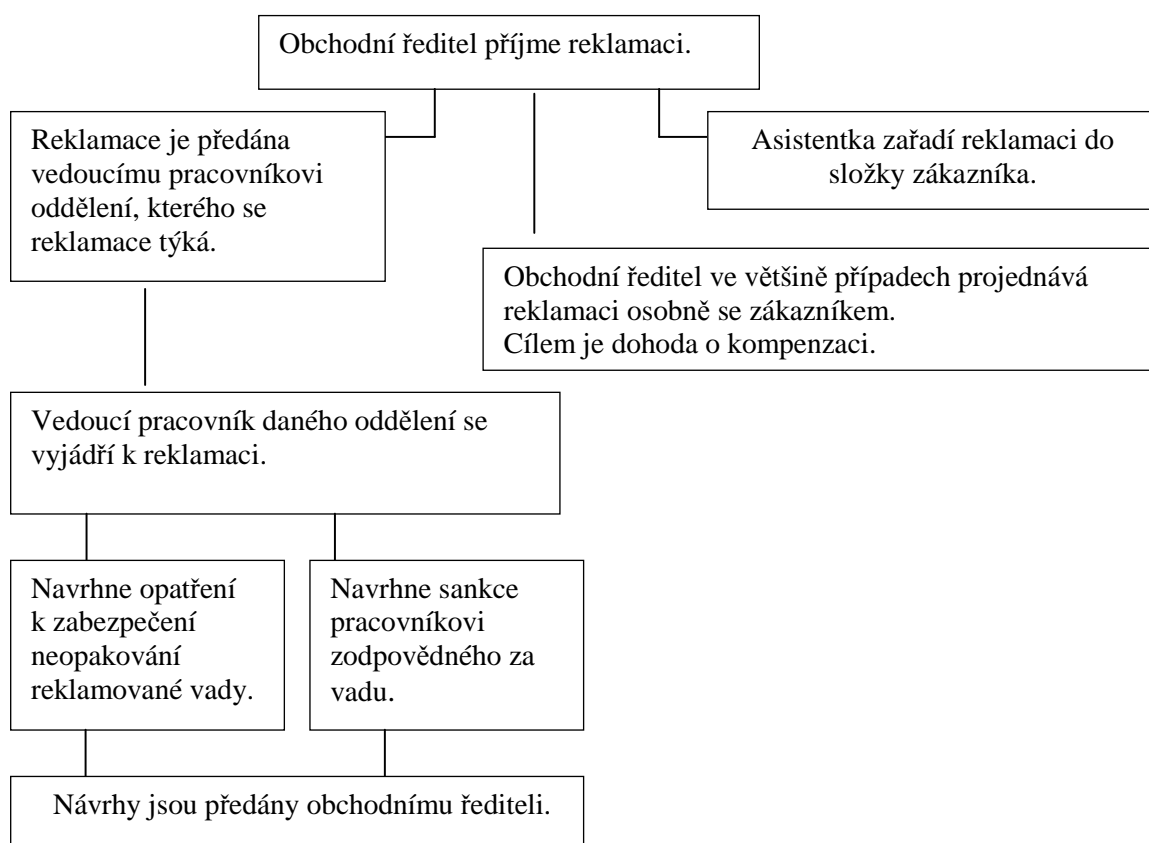 Obchodní ředitel příjme reklamaci.
Reklamace je předána
vedoucímu pracovníkovi
oddělení, kterého se
reklamace týká.
Asistentka zařadí reklamaci do
složky zákazníka.
Obchodní ředitel ve většině případech projednává
reklamaci osobně se zákazníkem.
Cílem je dohoda o kompenzaci.
Vedoucí pracovník daného oddělení se
vyjádří k reklamaci.
Navrhne opatření
k zabezpečení
neopakování
reklamované vady.
Navrhne sankce
pracovníkovi
zodpovědného za
vadu.
Návrhy jsou předány obchodnímu řediteli.